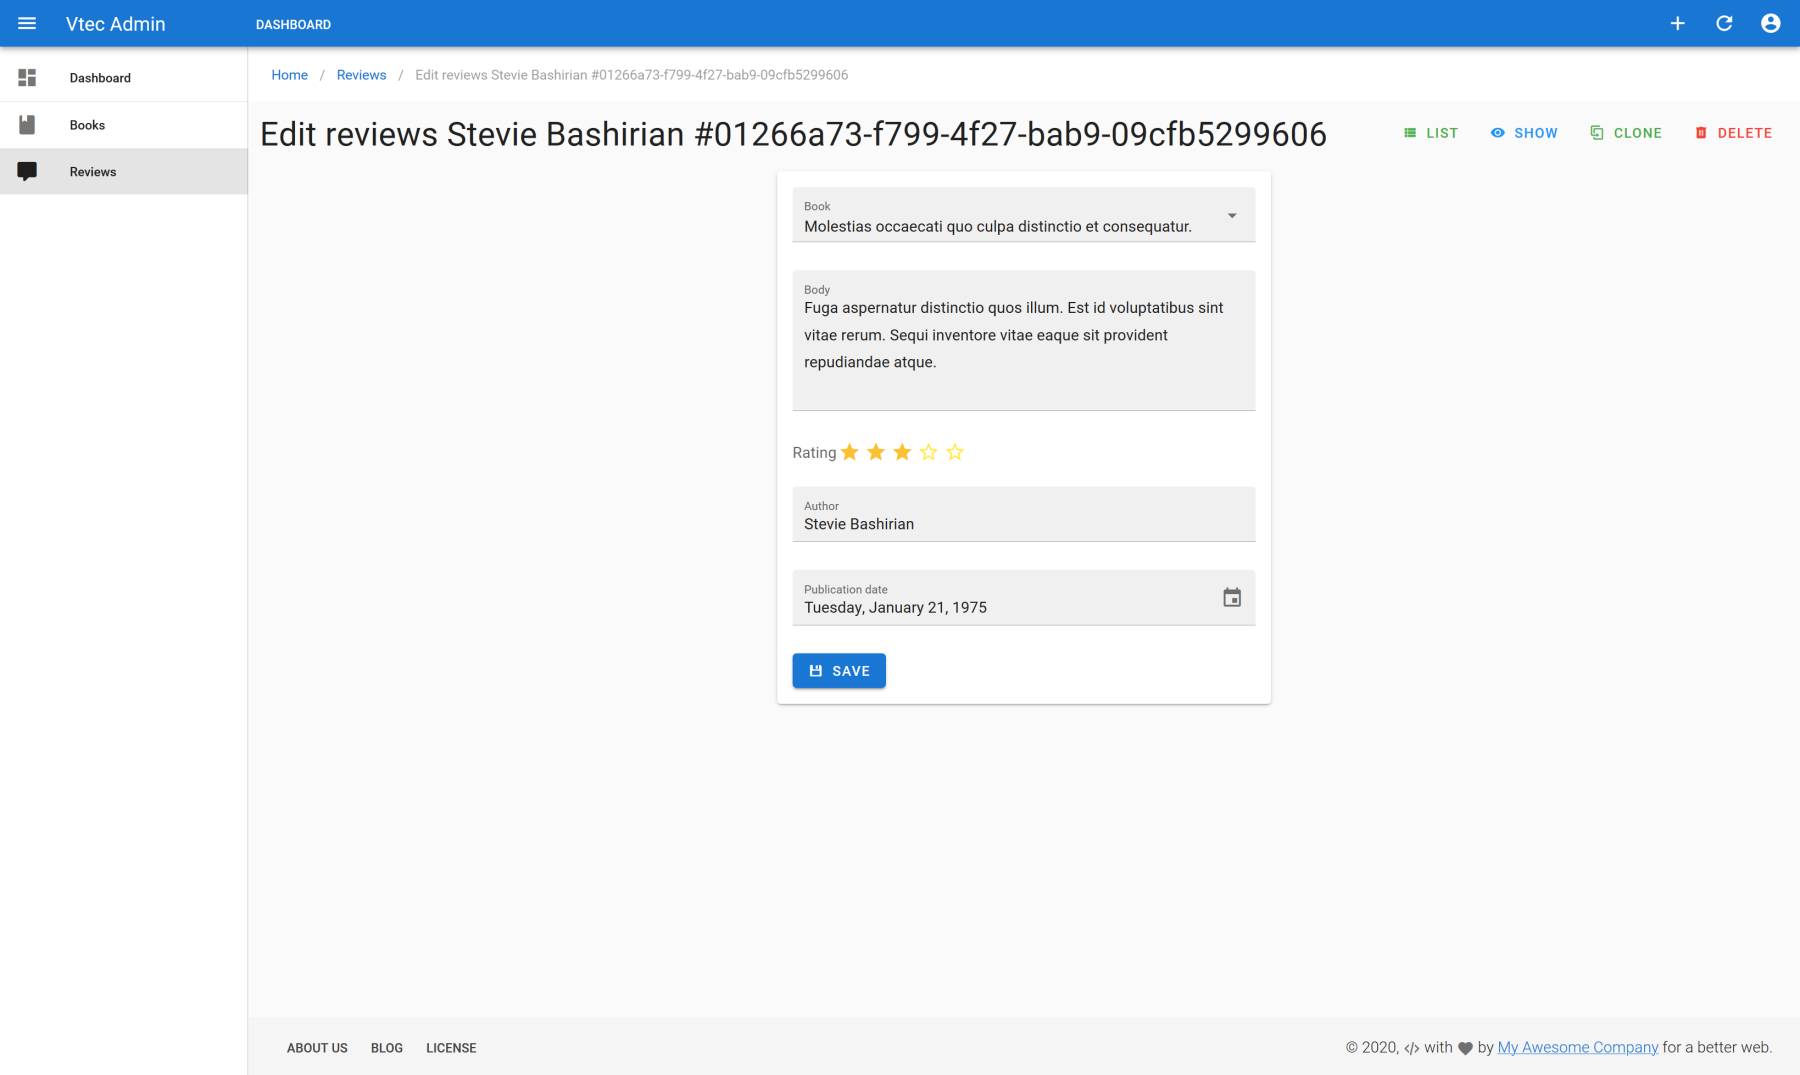 Vtec Admin
DASHBOARD
Dashboard
Books
Reviews
Home / Reviews / Edit reviews Stevie Bashirian #01266a73-f799-4f27-bab9-09cfb5299606
Edit reviews Stevie Bashirian #01266a73-f799-4f27-bab9-09cfb5299606
LIST
SHOW
CLONE
DELETE
Book
Molestias occaecati quo culpa distinctio et consequatur.
Body
Fuga aspernatur distinctio quos illum. Est id voluptatibus sint
vitae rerum. Sequi inventore vitae eaque sit provident
repudiandae atque.
Rating
Author
Stevie Bashirian
Publication date
Tuesday, January 21, 1975
SAVE
ABOUT US
BLOG
LICENSE
© 2020, </> with ♥ by My Awesome Company for a better web.